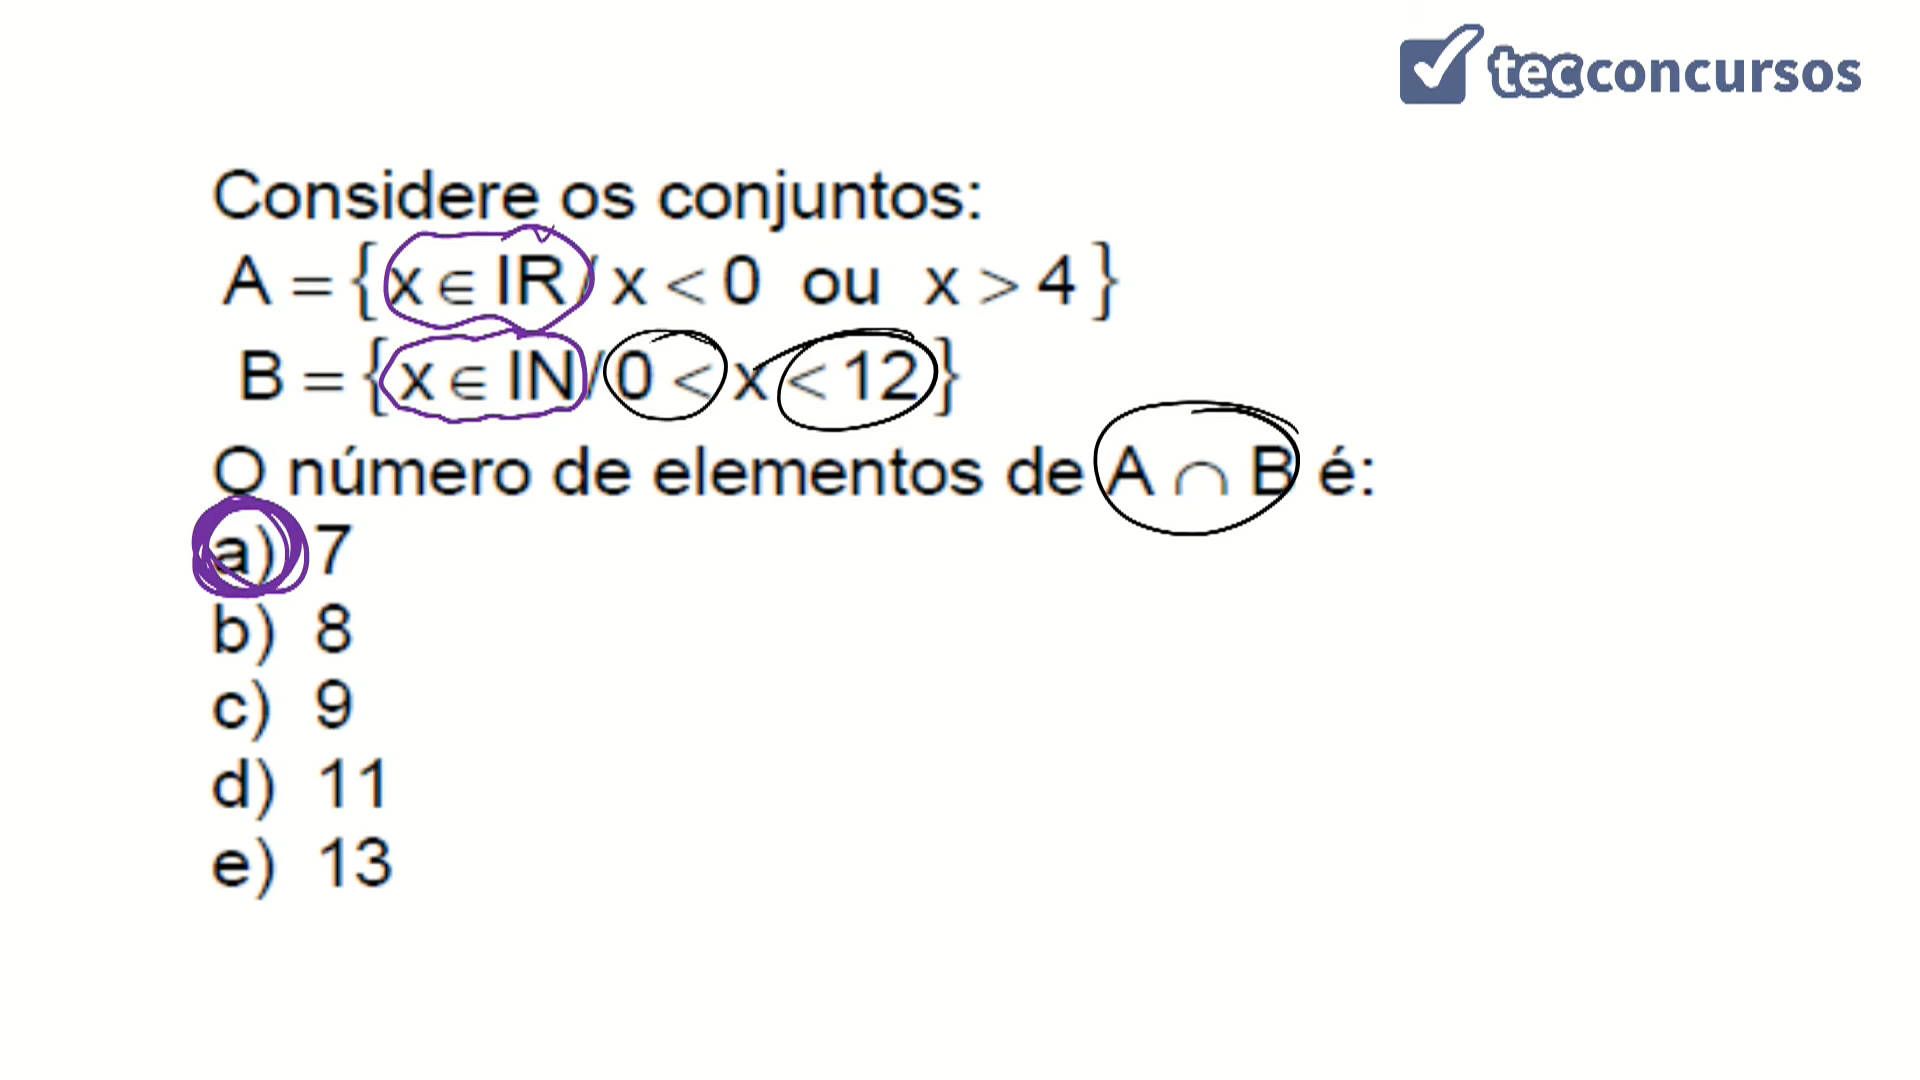 tecconcursos
Considere os conjuntos:
A = {x ∈ IR / x < 0 ou x > 4}
B = {x ∈ IN / 0 < x < 12}
O número de elementos de A ∩ B é:
a) 7
b) 8
c) 9
d) 11
e) 13